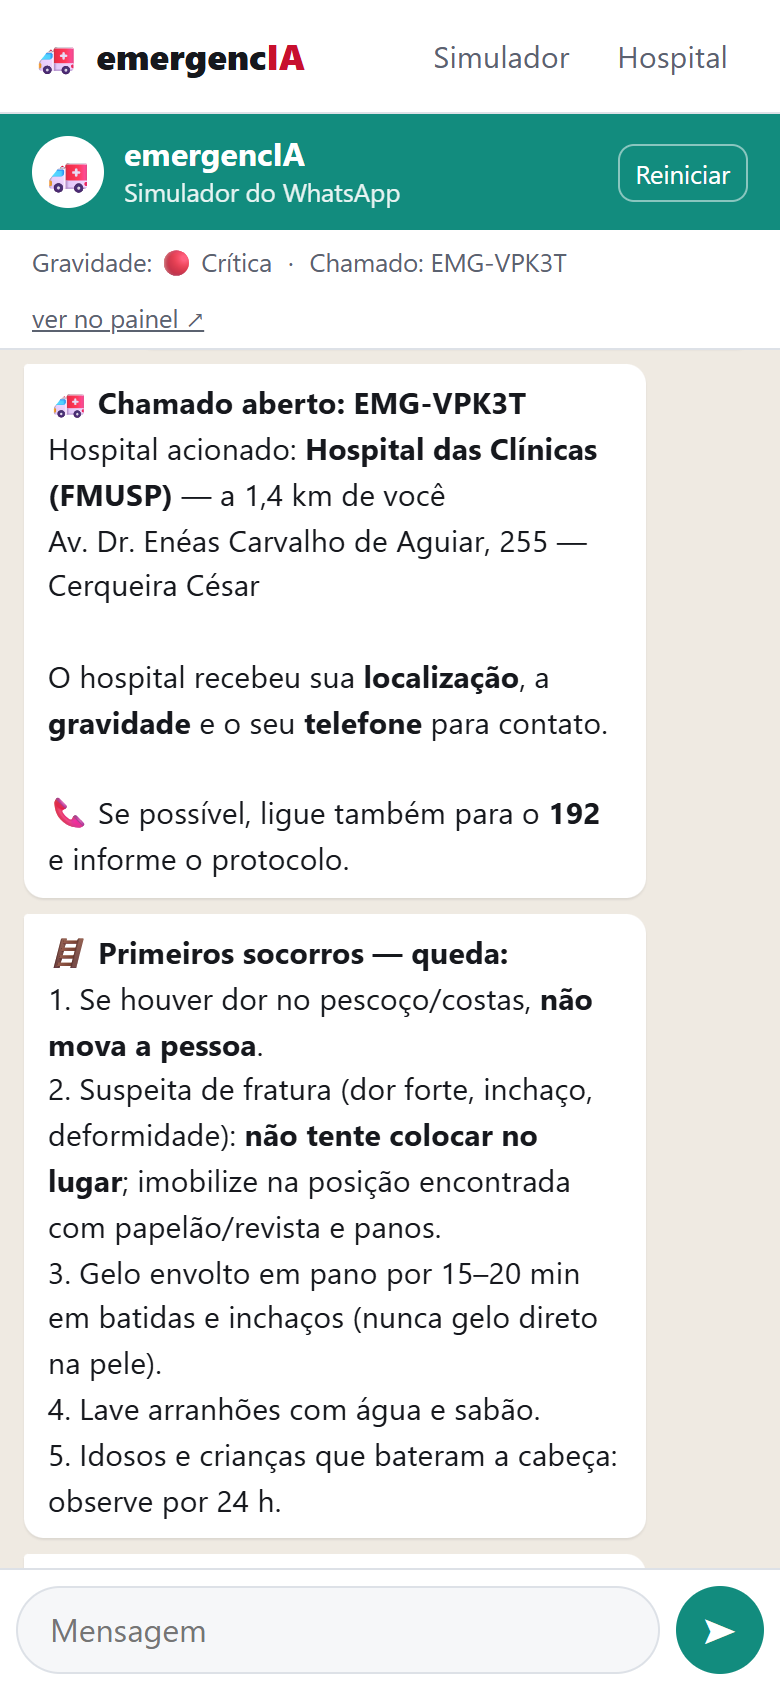 emergencIA
Simulador
Hospital
emergencIA
Simulador do WhatsApp
Reiniciar
Gravidade: 🔴 Crítica · Chamado: EMG-VPK3T
ver no painel ↗
🚑 Chamado aberto: EMG-VPK3T
Hospital acionado: Hospital das Clínicas
(FMUSP) — a 1,4 km de você
Av. Dr. Enéas Carvalho de Aguiar, 255 —
Cerqueira César
O hospital recebeu sua localização, a
gravidade e o seu telefone para contato.
📞 Se possível, ligue também para o 192
e informe o protocolo.
🪜 Primeiros socorros — queda:
1. Se houver dor no pescoço/costas, não
mova a pessoa.
2. Suspeita de fratura (dor forte, inchaço,
deformidade): não tente colocar no
lugar; imobilize na posição encontrada
com papelão/revista e panos.
3. Gelo envolto em pano por 15–20 min
em batidas e inchaços (nunca gelo direto
na pele).
4. Lave arranhões com água e sabão.
5. Idosos e crianças que bateram a cabeça:
observe por 24 h.
Mensagem